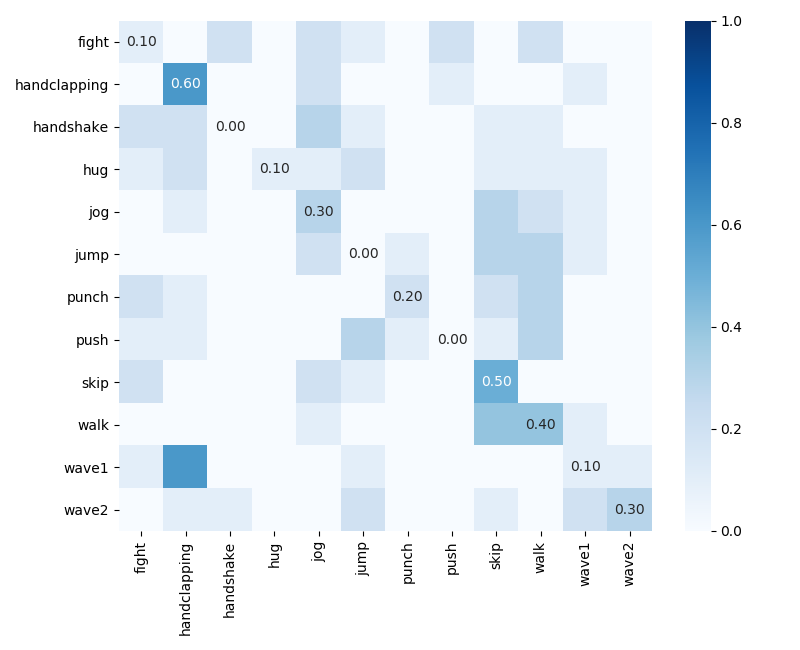 1.0
fight 0.10
handclapping 0.60
0.8
handshake 0.00
hug 0.10
0.6
jog 0.30
jump 0.00
punch 0.20
0.4
push 0.00
skip 0.50
0.2
walk 0.40
wave1 0.10
wave2 0.30
0.0
fight handclapping handshake hug jog jump punch push skip walk wave1 wave2